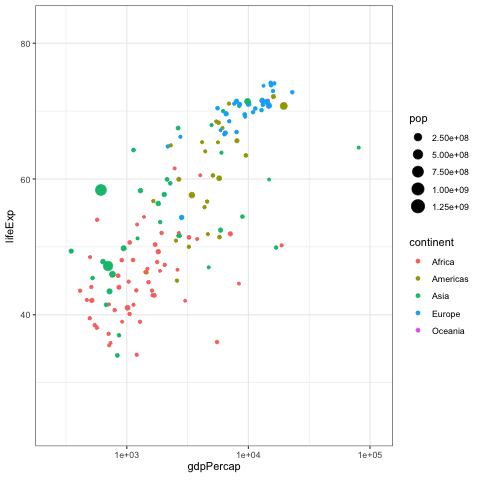 80
60
40
lifeExp
1e+03
1e+04
1e+05
gdpPercap
pop
2.50e+08
5.00e+08
7.50e+08
1.00e+09
1.25e+09
continent
Africa
Americas
Asia
Europe
Oceania